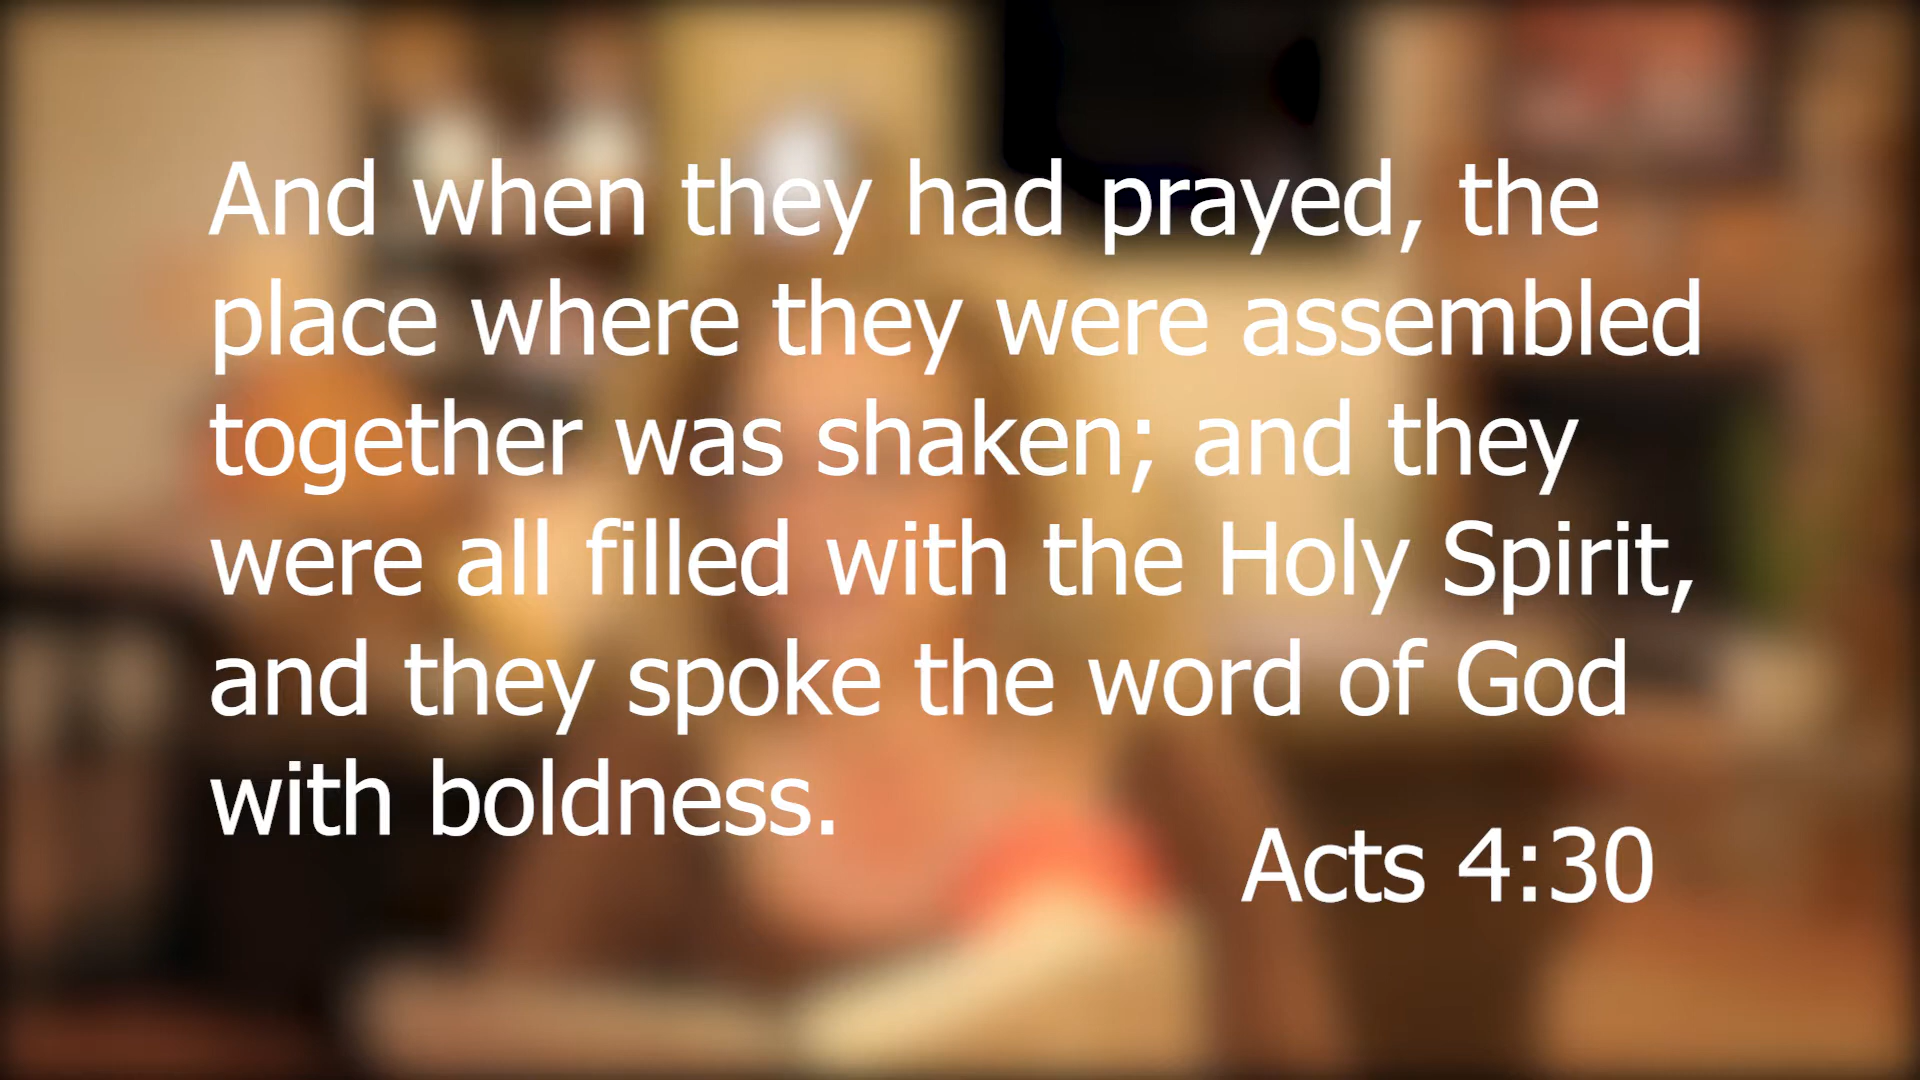 And when they had prayed, the
place where they were assembled
together was shaken; and they
were all filled with the Holy Spirit,
and they spoke the word of God
with boldness.
Acts 4:30